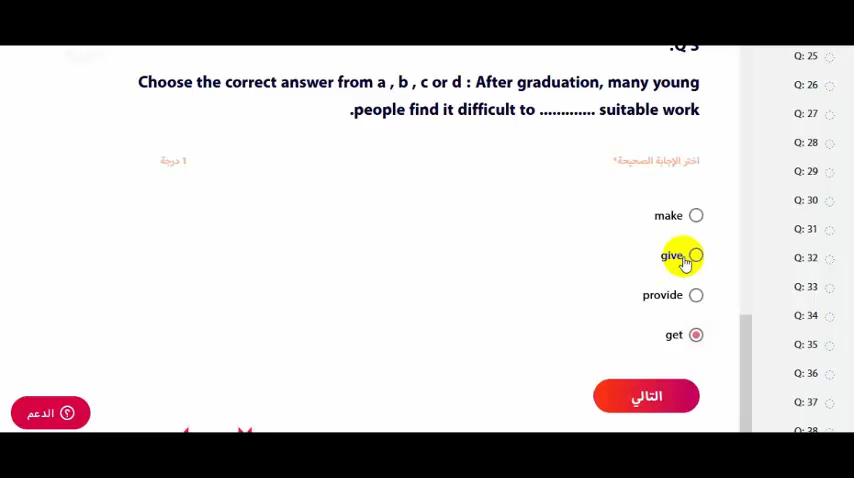 .Q 3
Choose the correct answer from a , b , c or d : After graduation, many young
.people find it difficult to ............. suitable work
اختر الإجابة الصحيحة*
1 درجة
make
give
provide
get
التالي
الدعم
Q: 25
Q: 26
Q: 27
Q: 28
Q: 29
Q: 30
Q: 31
Q: 32
Q: 33
Q: 34
Q: 35
Q: 36
Q: 37
Q: 38